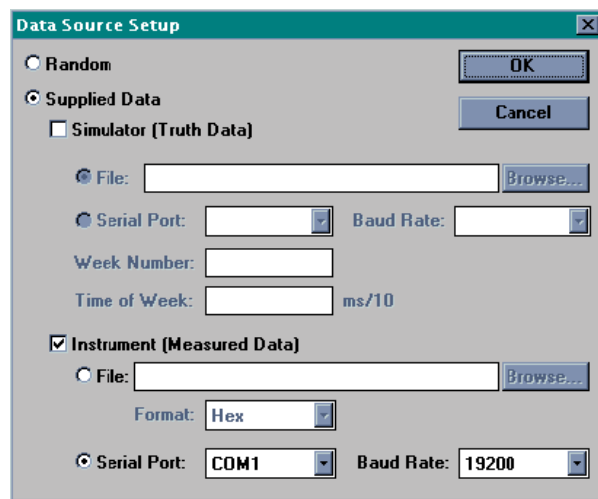 Data Source Setup
Random
OK
Supplied Data
Cancel
Simulator (Truth Data)
File:
Browse...
Serial Port:
Baud Rate:
Week Number:
Time of Week:
ms/10
Instrument (Measured Data)
File:
Browse...
Format: Hex
Serial Port: COM1
Baud Rate: 19200